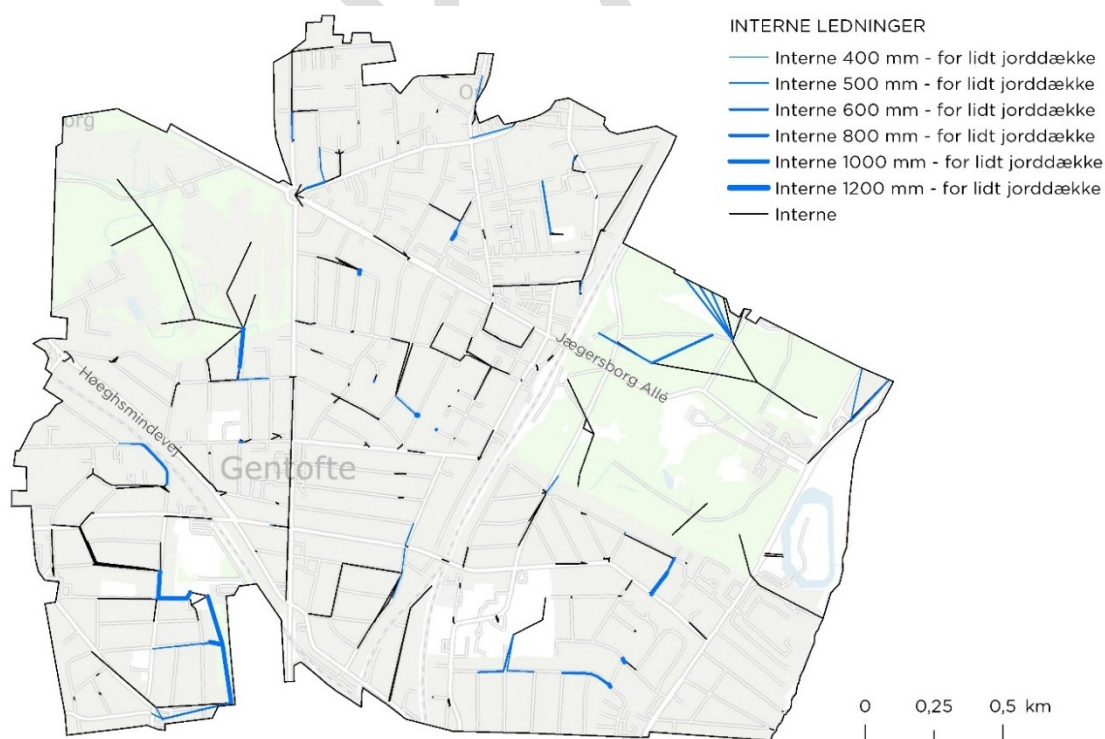 INTERNE LEDNINGER
Interne 400 mm - for lidt jorddække
Interne 500 mm - for lidt jorddække
Interne 600 mm - for lidt jorddække
Interne 800 mm - for lidt jorddække
Interne 1000 mm - for lidt jorddække
Interne 1200 mm - for lidt jorddække
Interne
org
Jægersborg Allé
Høeghsmindevej
Gentofte
0 0,25 0,5 km